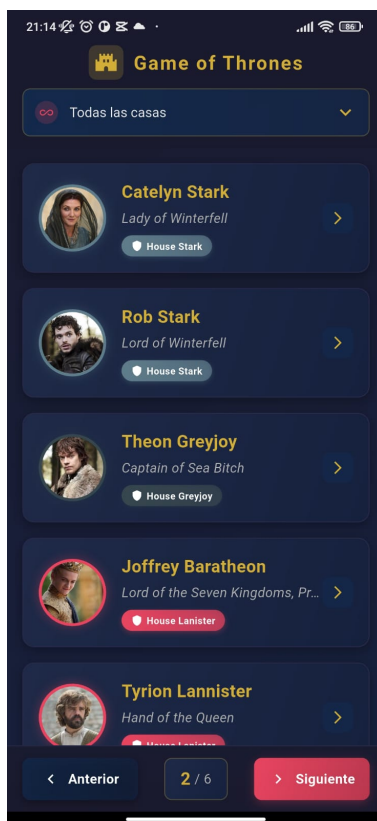 21:14
86
Game of Thrones
Todas las casas
Catelyn Stark
Lady of Winterfell
House Stark
Rob Stark
Lord of Winterfell
House Stark
Theon Greyjoy
Captain of Sea Bitch
House Greyjoy
Joffrey Baratheon
Lord of the Seven Kingdoms, Pr...
House Lanister
Tyrion Lannister
Hand of the Queen
House Lanister
Anterior
2 / 6
Siguiente